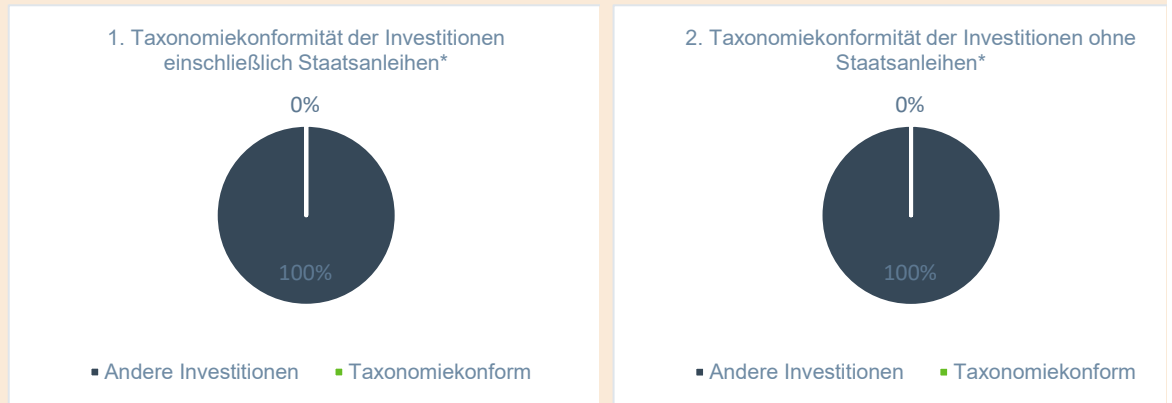 1. Taxonomiekonformität der Investitionen
einschließlich Staatsanleihen*
0%
100%
Andere Investitionen
Taxonomiekonform
2. Taxonomiekonformität der Investitionen ohne
Staatsanleihen*
0%
100%
Andere Investitionen
Taxonomiekonform